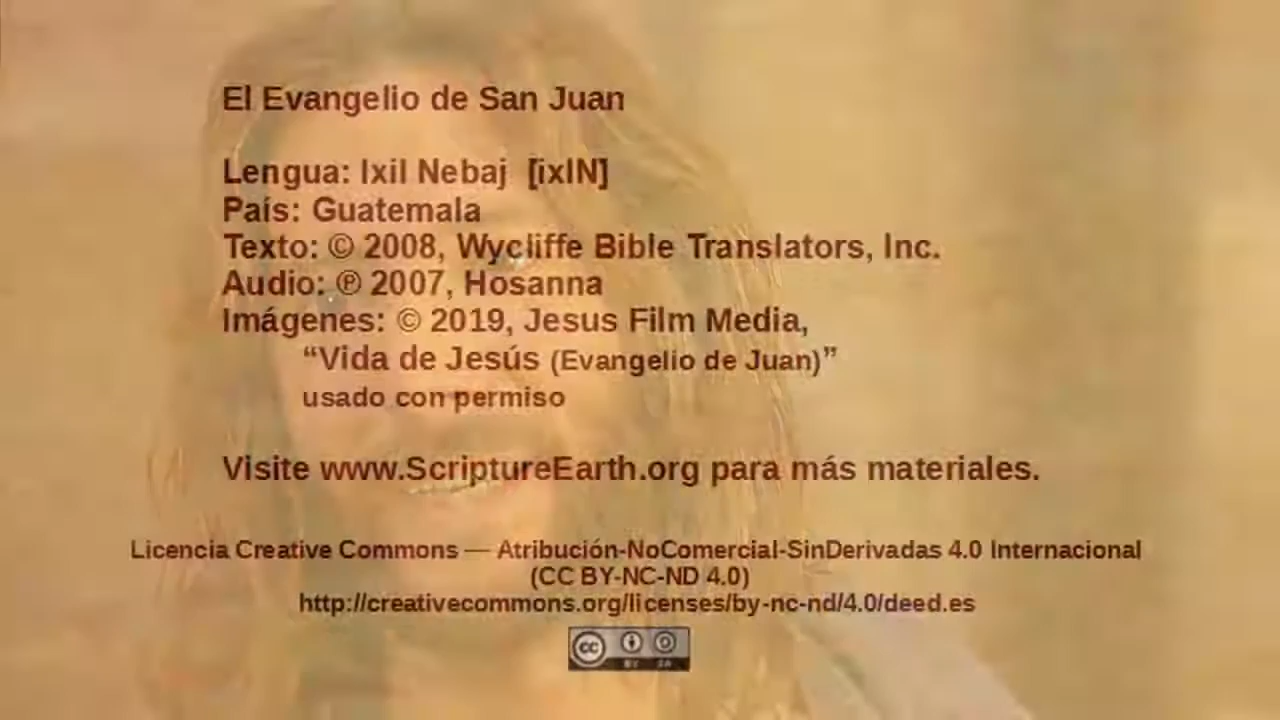 El Evangelio de San Juan
Lengua: Ixil Nebaj [ixlN]
País: Guatemala
Texto: © 2008, Wycliffe Bible Translators, Inc.
Audio: ℗ 2007, Hosanna
Imágenes: © 2019, Jesus Film Media,
“Vida de Jesús (Evangelio de Juan)”
usado con permiso
Visite www.ScriptureEarth.org para más materiales.
Licencia Creative Commons — Atribución-NoComercial-SinDerivadas 4.0 Internacional
(CC BY-NC-ND 4.0)
http://creativecommons.org/licenses/by-nc-nd/4.0/deed.es
cc BY SA